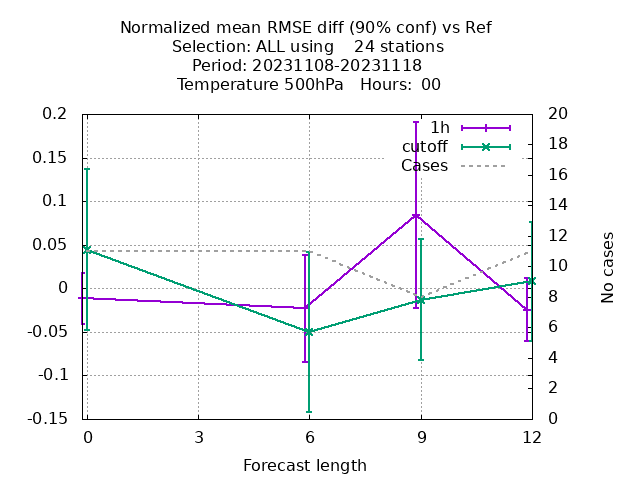 Normalized mean RMSE diff (90% conf) vs Ref
Selection: ALL using    24 stations
Period: 20231108-20231118
Temperature 500hPa   Hours:  00
0.2
0.15
0.1
0.05
0
-0.05
-0.1
-0.15
1h
cutoff
Cases
20
18
16
14
12
10
8
6
4
2
0
No cases
0
3
6
9
12
Forecast length